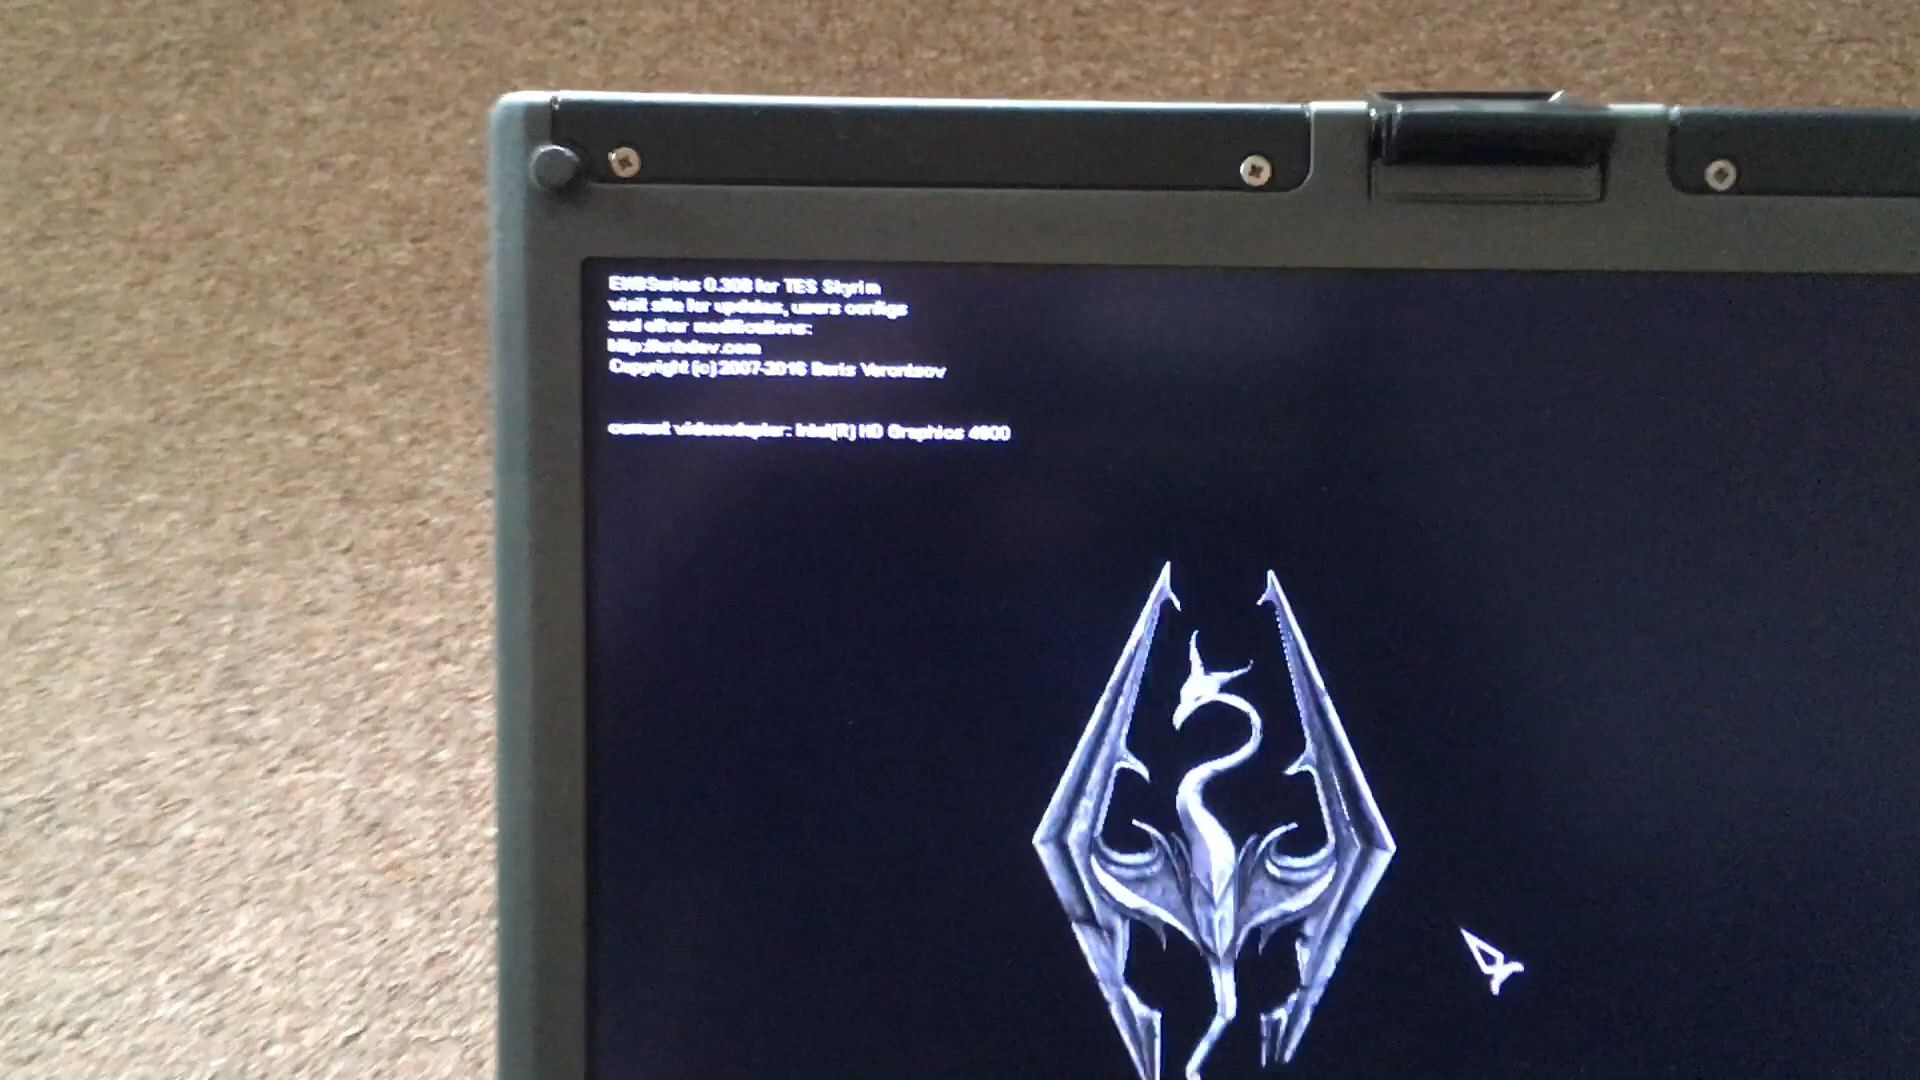 ENBSeries 0.308 for TES Skyrim
visit site for updates, users configs
and other modifications:
http://enbdev.com
Copyright (c) 2007-2016 Boris Vorontsov
current videoadapter: Intel(R) HD Graphics 4600